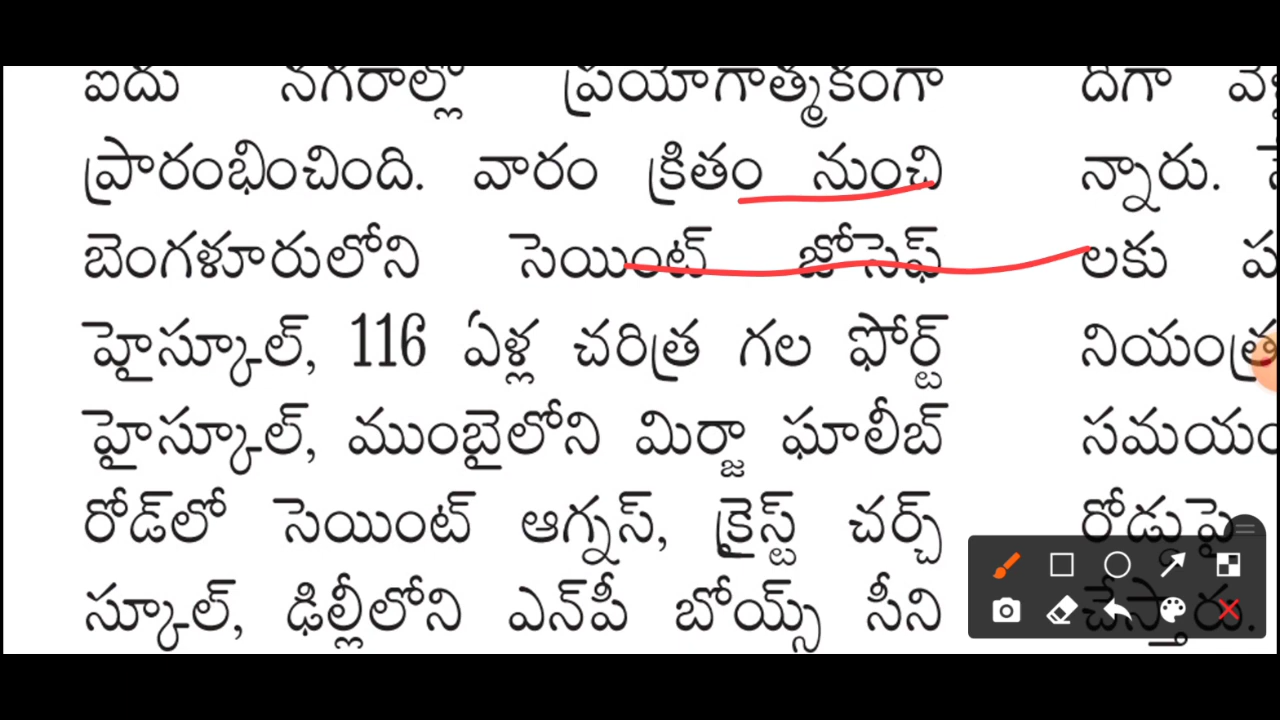 ఐదు నగరాల్లో ప్రయోగాత్మకంగా
ప్రారంభించింది. వారం క్రితం నుంచి
బెంగళూరులోని సెయింట్ జోసెఫ్
హైస్కూల్, 116 ఏళ్ల చరిత్ర గల ఫోర్ట్
హైస్కూల్, ముంబైలోని మిర్జా ఘాలీబ్
రోడ్‌లో సెయింట్ ఆగ్నస్, క్రైస్ట్ చర్చ్
స్కూల్, ఢిల్లీలోని ఎన్‌పీ బోయ్స్ సీని
దిగా
న్నారు.
లకు
నియంత్ర
సమయం
రోడ్లుపై
చేస్తారు.